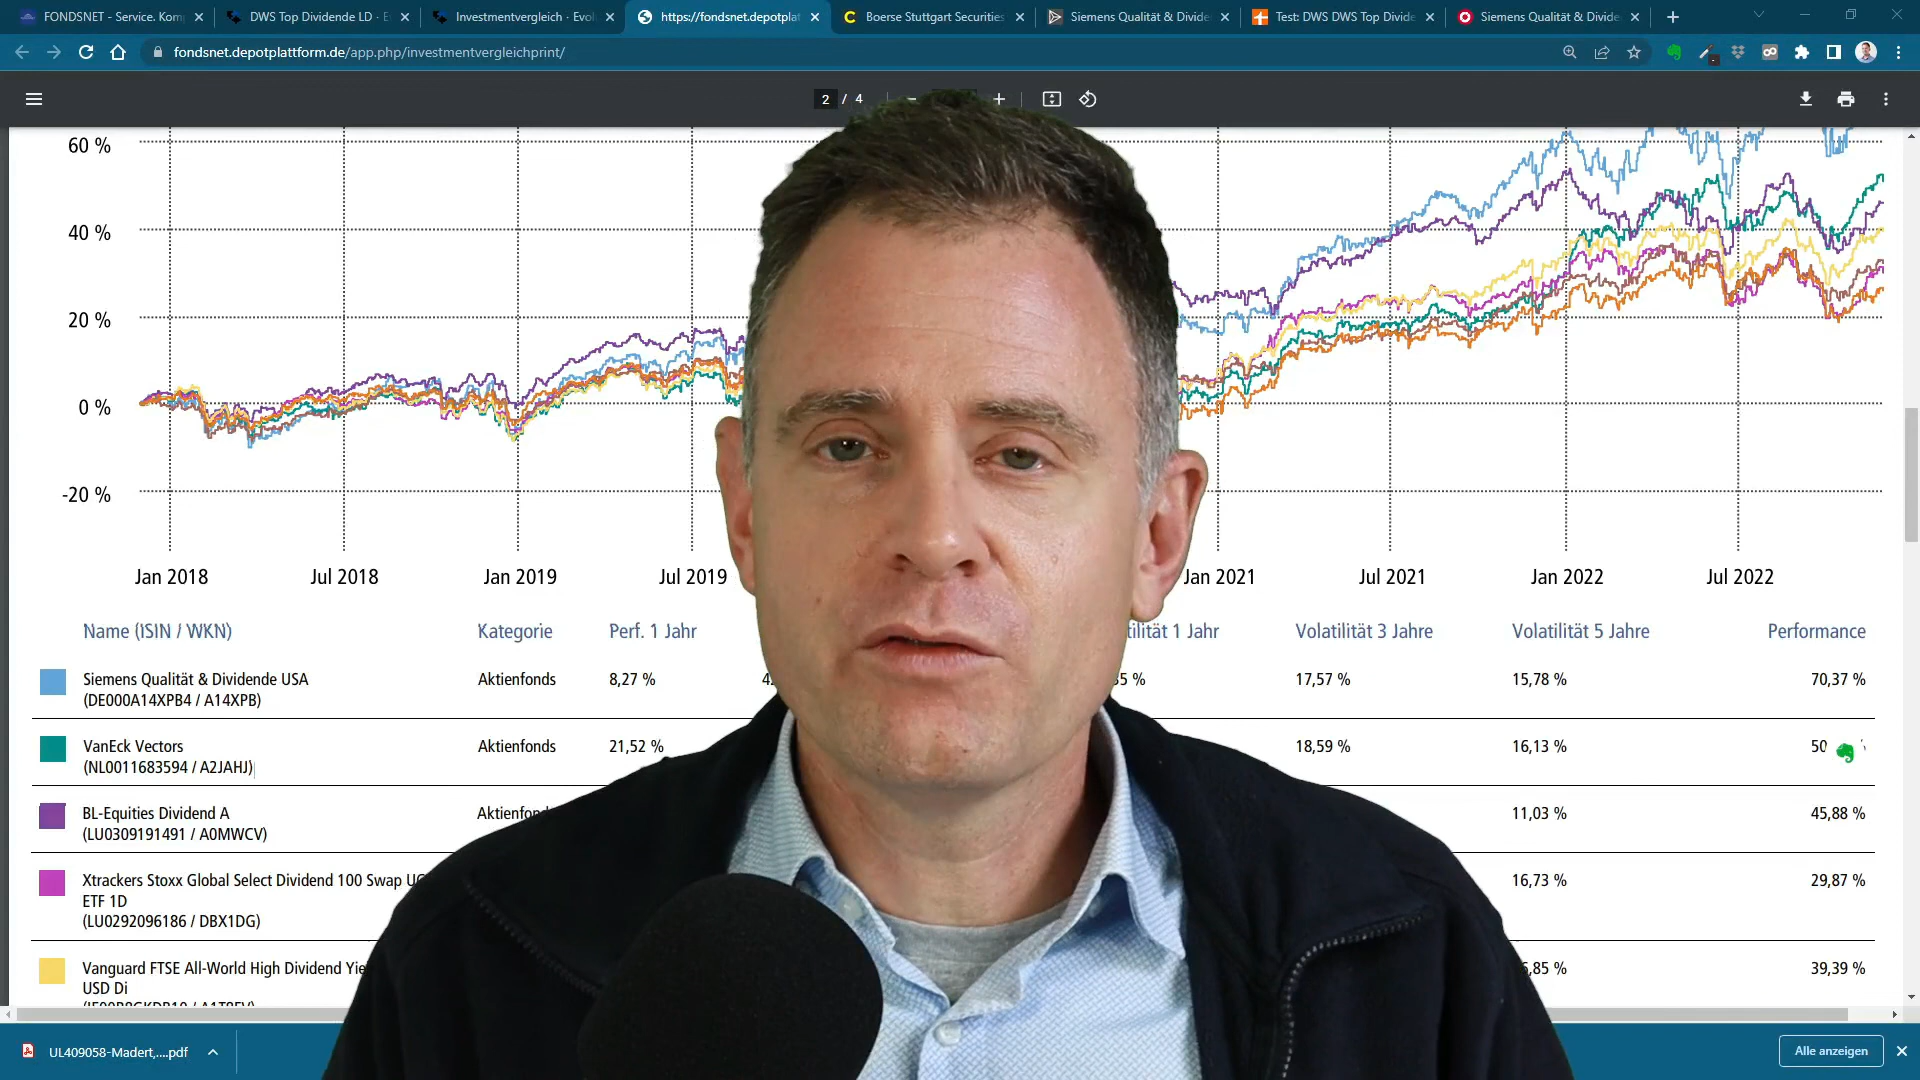 FONDSNET - Service. Kom
DWS Top Dividende LD · E
Investmentvergleich · Evol
https://fondsnet.depotplat
Boerse Stuttgart Securities
Siemens Qualität & Divide
Test: DWS DWS Top Divide
Siemens Qualität & Divide
fondsnet.depotplattform.de/app.php/investmentvergleichprint/
2 / 4
60 %
40 %
20 %
0 %
-20 %
Jan 2018 Jul 2018 Jan 2019 Jul 2019 Jan 2021 Jul 2021 Jan 2022 Jul 2022
Name (ISIN / WKN) Kategorie Perf. 1 Jahr tilität 1 Jahr Volatilität 3 Jahre Volatilität 5 Jahre Performance
Siemens Qualität & Dividende USA Aktienfonds 8,27 % 5 % 17,57 % 15,78 % 70,37 %
(DE000A14XPB4 / A14XPB)
VanEck Vectors Aktienfonds 21,52 % 18,59 % 16,13 % 50
(NL0011683594 / A2JAHJ)
BL-Equities Dividend A Aktienfon 11,03 % 45,88 %
(LU0309191491 / A0MWCV)
Xtrackers Stoxx Global Select Dividend 100 Swap UC 16,73 % 29,87 %
ETF 1D
(LU0292096186 / DBX1DG)
Vanguard FTSE All-World High Dividend Yie ,85 % 39,39 %
USD Di
UL409058-Madert,....pdf
Alle anzeigen